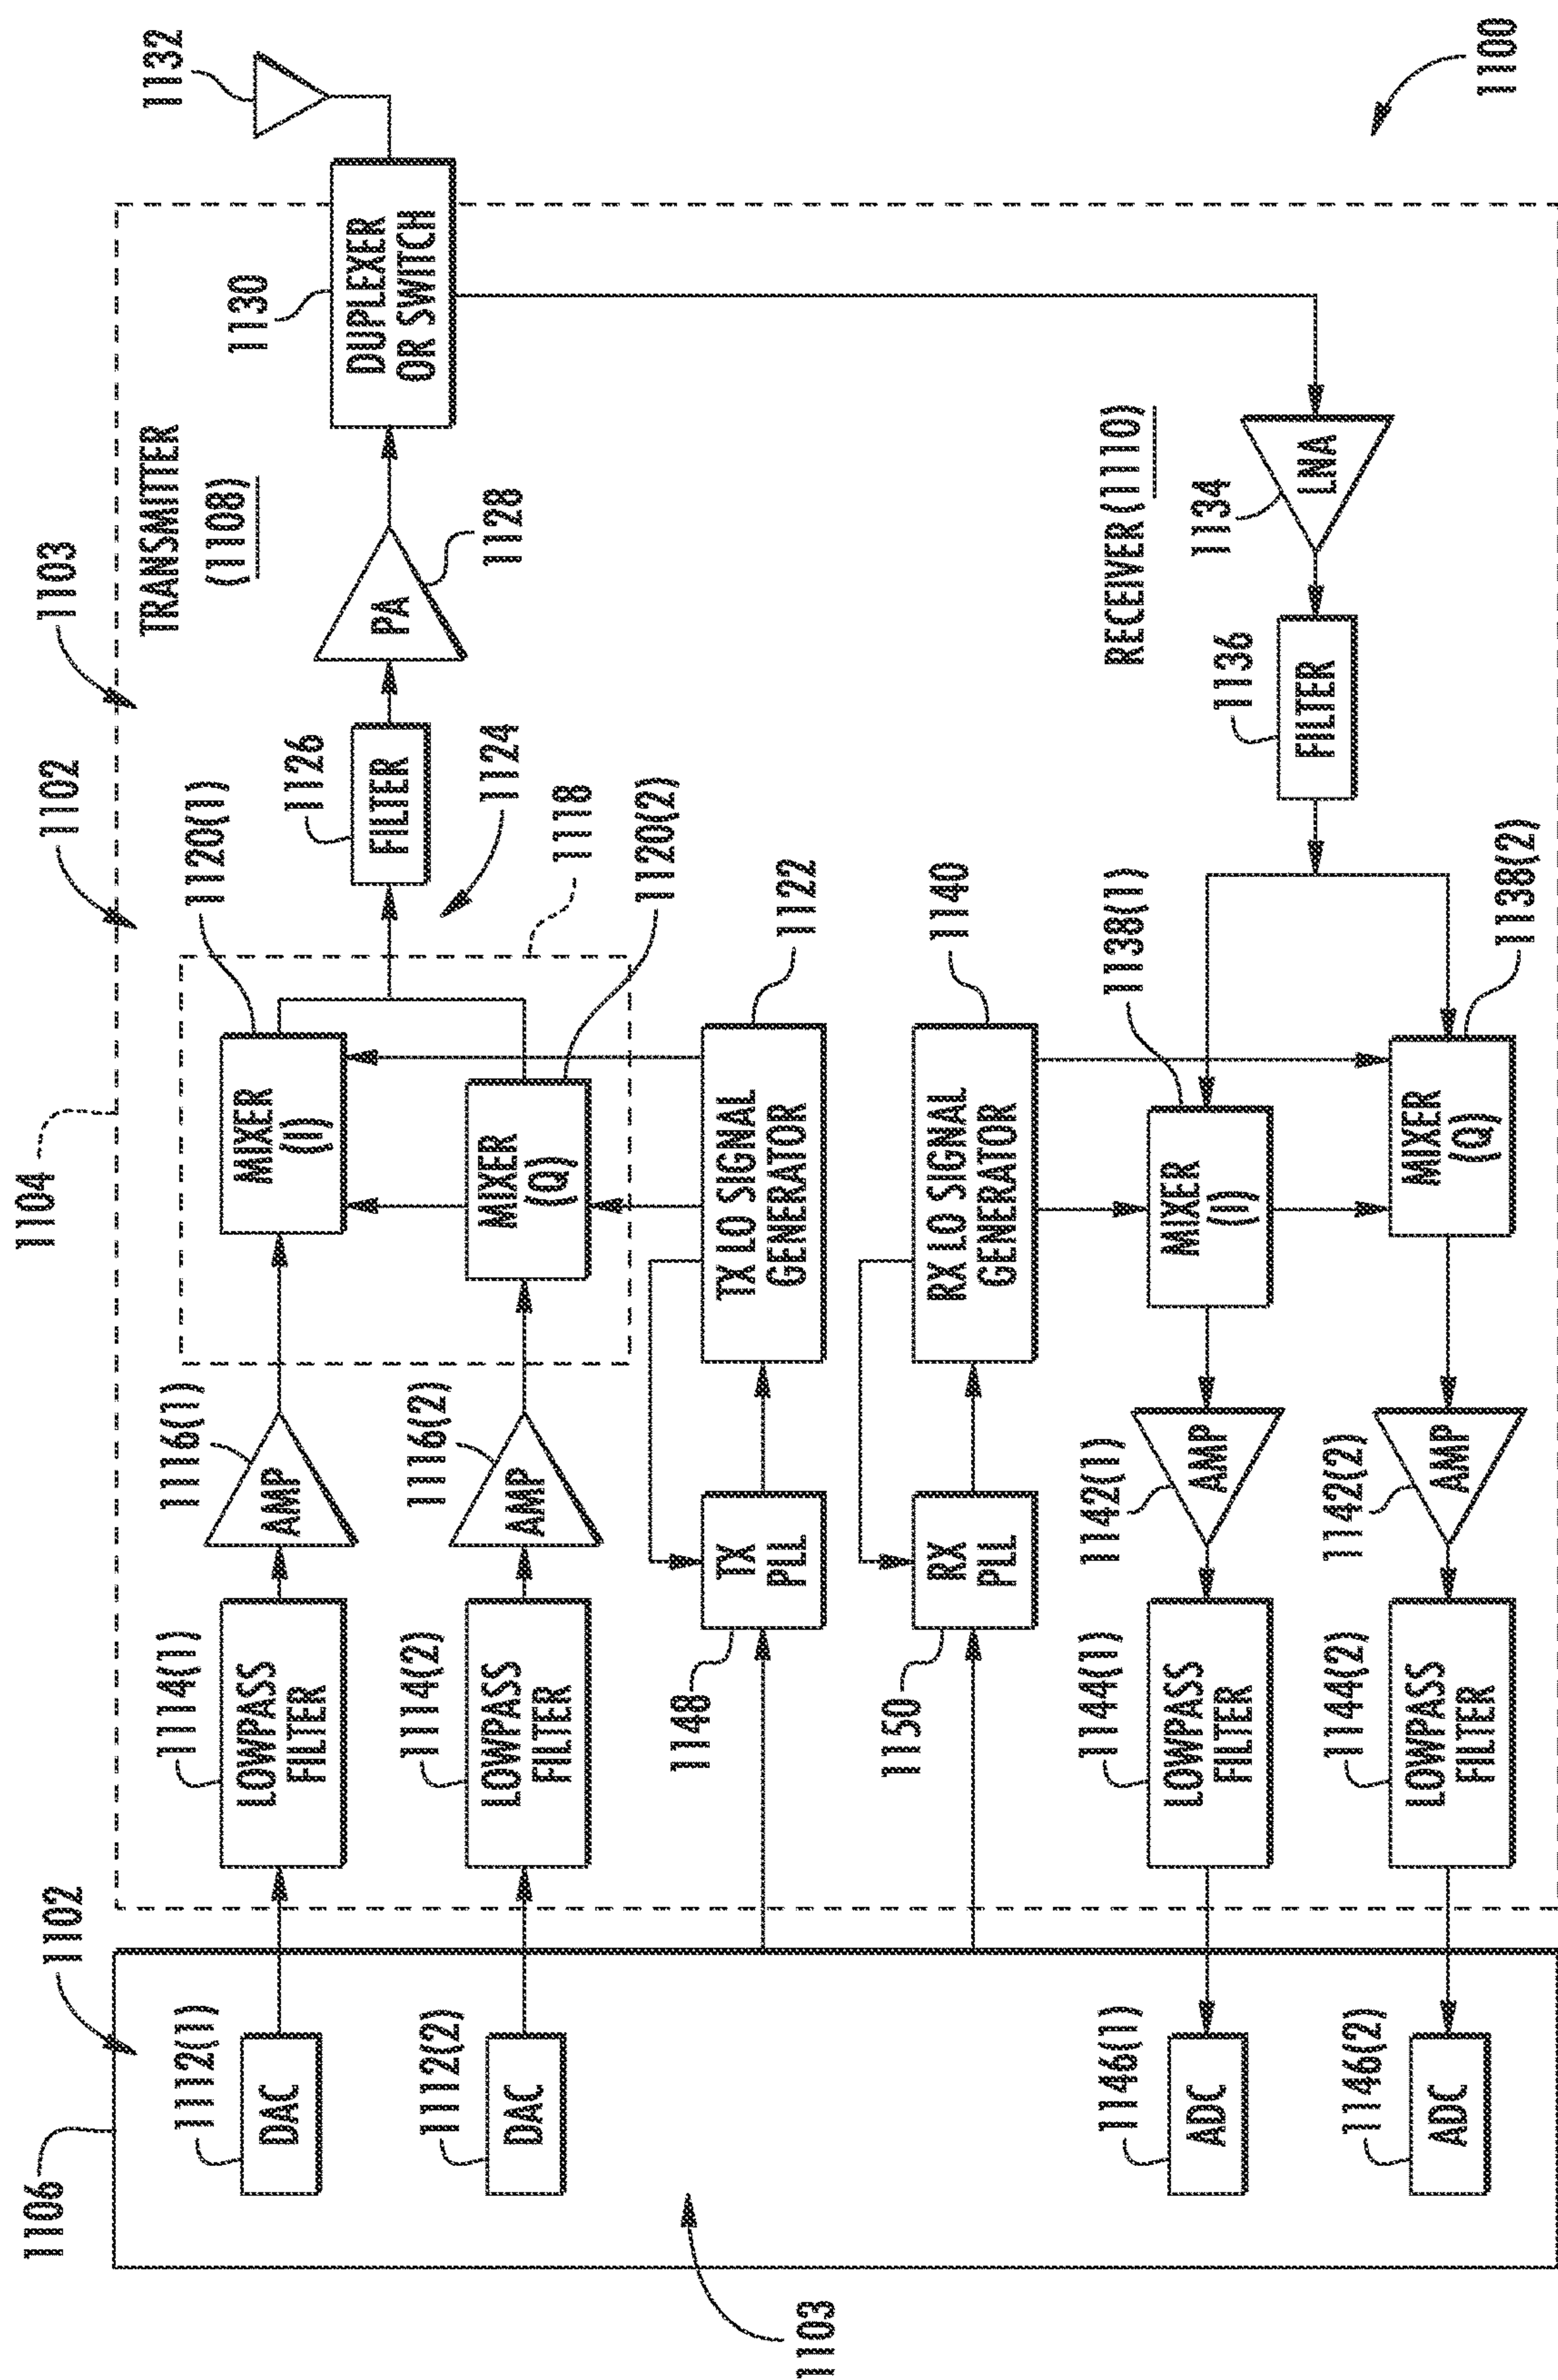 1100
1102
1103
1104
1106
1102
1103
TRANSMITTER
(1108)
1112(1)
DAC
1114(1)
LOWPASS
FILTER
1116(1)
AMP
1120(1)
MIXER
(I)
1112(2)
DAC
1114(2)
LOWPASS
FILTER
1116(2)
AMP
MIXER
(Q)
1120(2)
1118
1124
1126
FILTER
PA
1128
1130
DUPLEXER
OR SWITCH
1132
1148
TX
PLL
TX LO SIGNAL
GENERATOR
1122
1150
RX
PLL
RX LO SIGNAL
GENERATOR
1140
RECEIVER (1110)
1134
LNA
1136
FILTER
1138(1)
MIXER
(I)
1142(1)
AMP
1144(1)
LOWPASS
FILTER
1146(1)
ADC
1138(2)
MIXER
(Q)
1142(2)
AMP
1144(2)
LOWPASS
FILTER
1146(2)
ADC